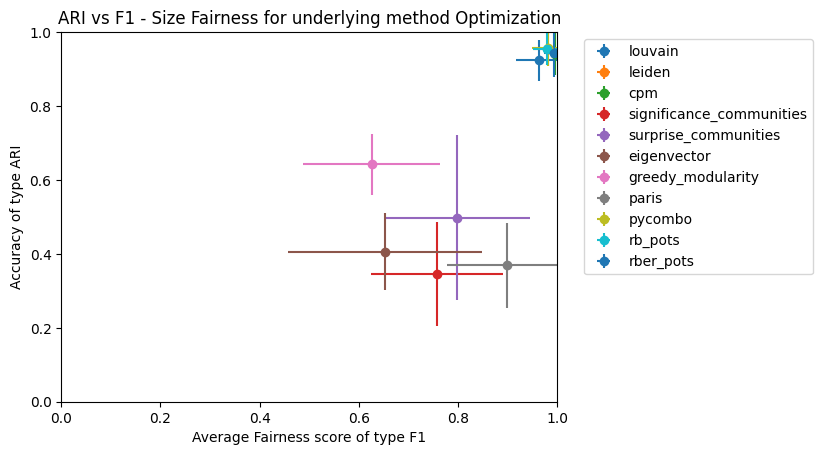 ARI vs F1 - Size Fairness for underlying method Optimization
1.0
0.8
0.6
0.4
0.2
0.0
Accuracy of type ARI
0.0
0.2
0.4
0.6
0.8
1.0
Average Fairness score of type F1
louvain
leiden
cpm
significance_communities
surprise_communities
eigenvector
greedy_modularity
paris
pycombo
rb_pots
rber_pots